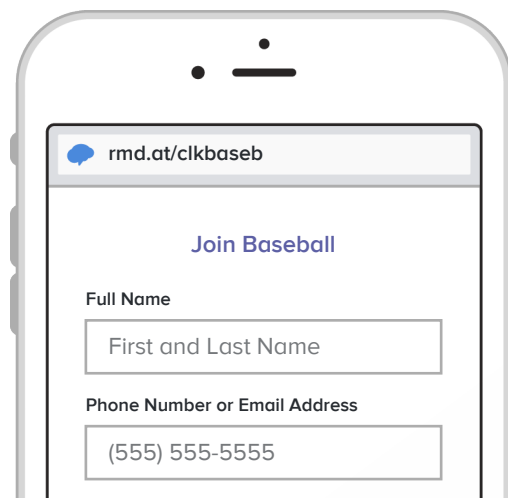 rmd.at/clkbaseb
Join Baseball
Full Name
First and Last Name
Phone Number or Email Address
(555) 555-5555